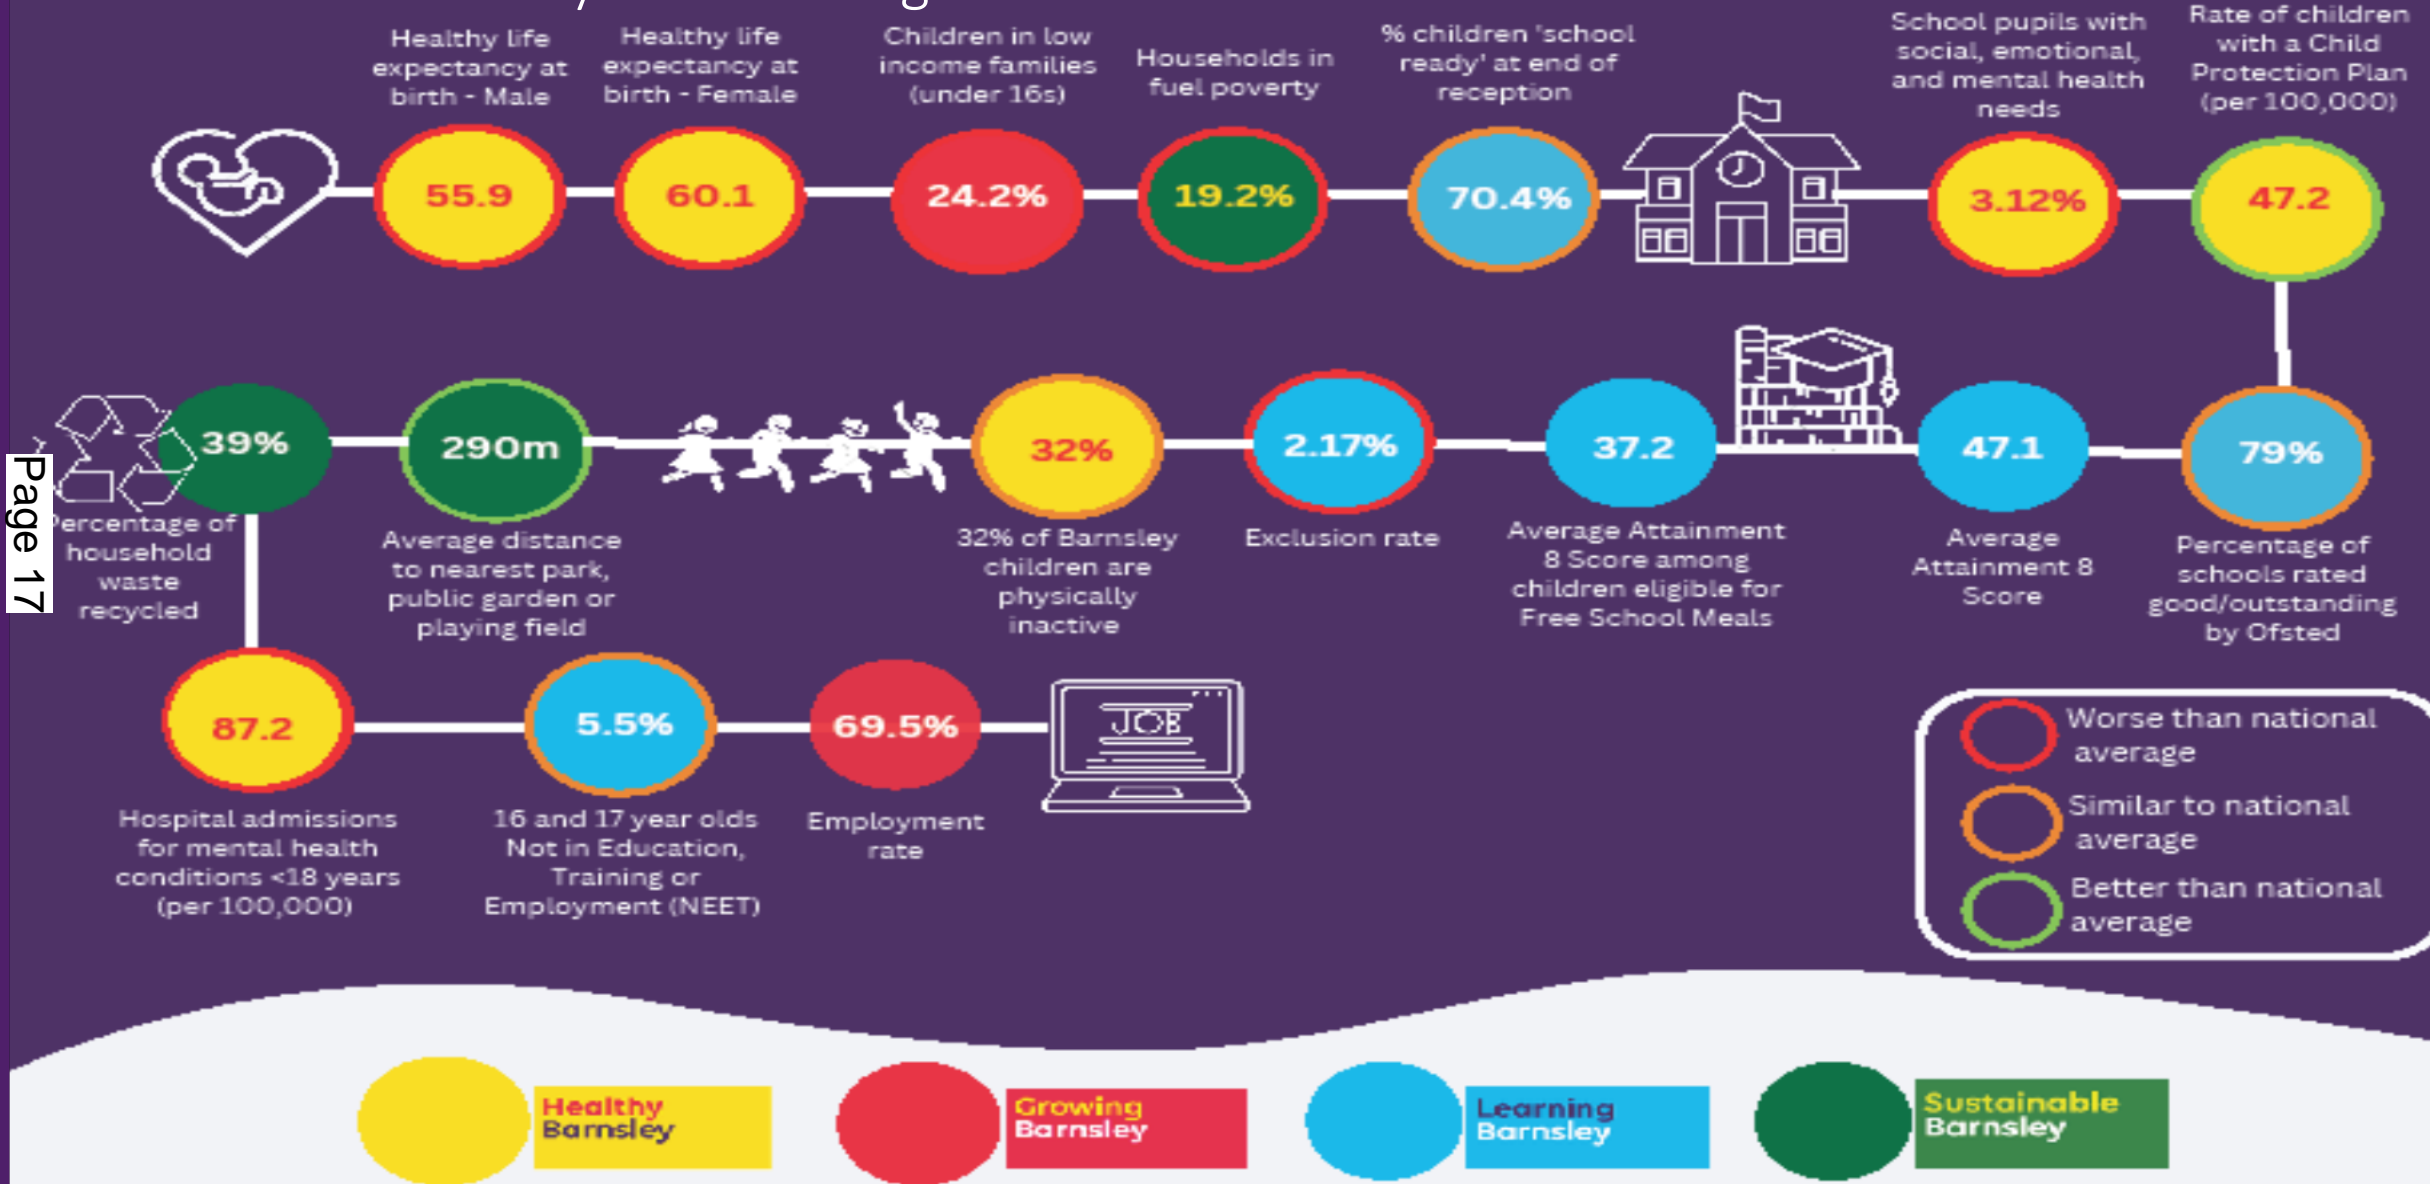 Healthy life
expectancy at
birth - Male
55.9
Healthy life
expectancy at
birth - Female
60.1
Children in low
income families
(under 16s)
24.2%
Households in
fuel poverty
19.2%
% children 'school
ready' at end of
reception
70.4%
School pupils with
social, emotional,
and mental health
needs
3.12%
Rate of children
with a Child
Protection Plan
(per 100,000)
47.2
79%
Percentage of
schools rated
good/outstanding
by Ofsted
47.1
Average
Attainment 8
Score
37.2
Average Attainment
8 Score among
children eligible for
Free School Meals
2.17%
Exclusion rate
32%
32% of Barnsley
children are
physically
inactive
290m
Average distance
to nearest park,
public garden or
playing field
39%
Percentage of
household
waste
recycled
Page 17
87.2
Hospital admissions
for mental health
conditions <18 years
(per 100,000)
5.5%
16 and 17 year olds
Not in Education,
Training or
Employment (NEET)
69.5%
Employment
rate
JOB
Worse than national
average
Similar to national
average
Better than national
average
Healthy
Barnsley
Growing
Barnsley
Learning
Barnsley
Sustainable
Barnsley